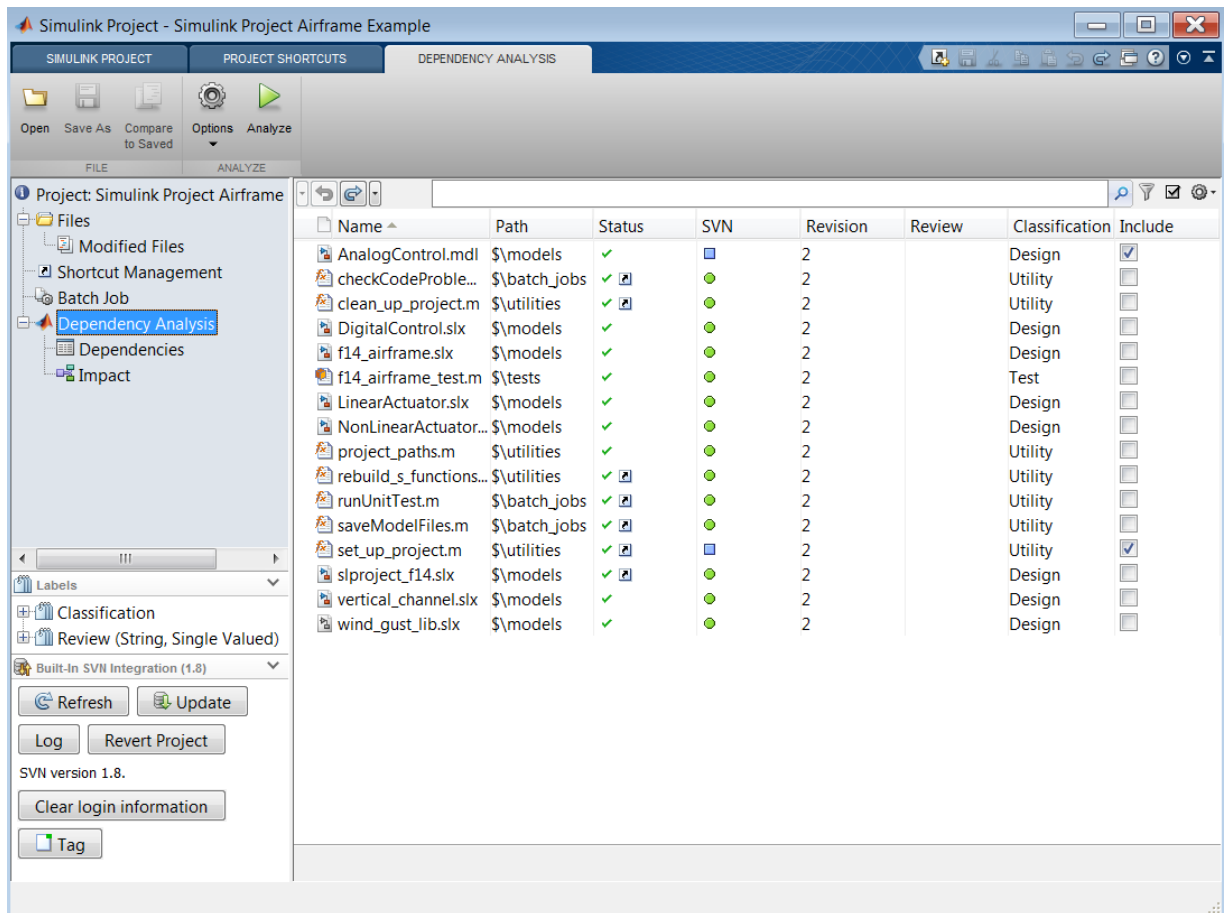 Simulink Project - Simulink Project Airframe Example
SIMULINK PROJECT PROJECT SHORTCUTS DEPENDENCY ANALYSIS
Open Save As Compare to Saved Options Analyze
FILE ANALYZE
Project: Simulink Project Airframe
Files
Modified Files
Shortcut Management
Batch Job
Dependency Analysis
Dependencies
Impact
Labels
Classification
Review (String, Single Valued)
Built-In SVN Integration (1.8)
Refresh Update
Log Revert Project
SVN version 1.8.
Clear login information
Tag
Name Path Status SVN Revision Review Classification Include
AnalogControl.mdl $\models 2 Design
checkCodeProble... $\batch_jobs 2 Utility
clean_up_project.m $\utilities 2 Utility
DigitalControl.slx $\models 2 Design
f14_airframe.slx $\models 2 Design
f14_airframe_test.m $\tests 2 Test
LinearActuator.slx $\models 2 Design
NonLinearActuator... $\models 2 Design
project_paths.m $\utilities 2 Utility
rebuild_s_functions... $\utilities 2 Utility
runUnitTest.m $\batch_jobs 2 Utility
saveModelFiles.m $\batch_jobs 2 Utility
set_up_project.m $\utilities 2 Utility
slproject_f14.slx $\models 2 Design
vertical_channel.slx $\models 2 Design
wind_gust_lib.slx $\models 2 Design